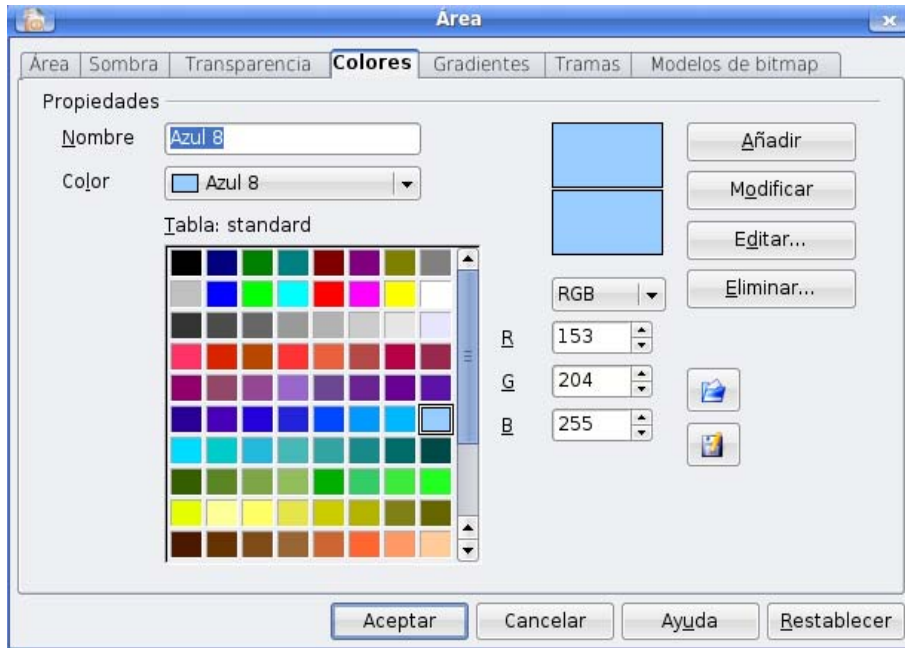 Área
Área Sombra Transparencia Colores Gradientes Tramas Modelos de bitmap
Propiedades
Nombre Azul 8 Añadir
Color Azul 8 Modificar
Tabla: standard
Editar...
RGB Eliminar...
R 153
G 204
B 255
Aceptar Cancelar Ayuda Restablecer